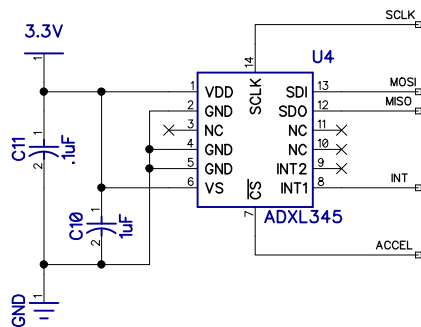 SCLK
3.3V
U4
1
14
1 VDD SCLK SDI 13 MOSI
2 GND SDO 12 MISO
3 NC NC 11
4 GND NC 10
5 GND INT2 9
6 VS CS INT1 8 INT
C11 .1uF 1 2
7 ADXL345
C10 1uF 1 2
ACCEL
GND 1